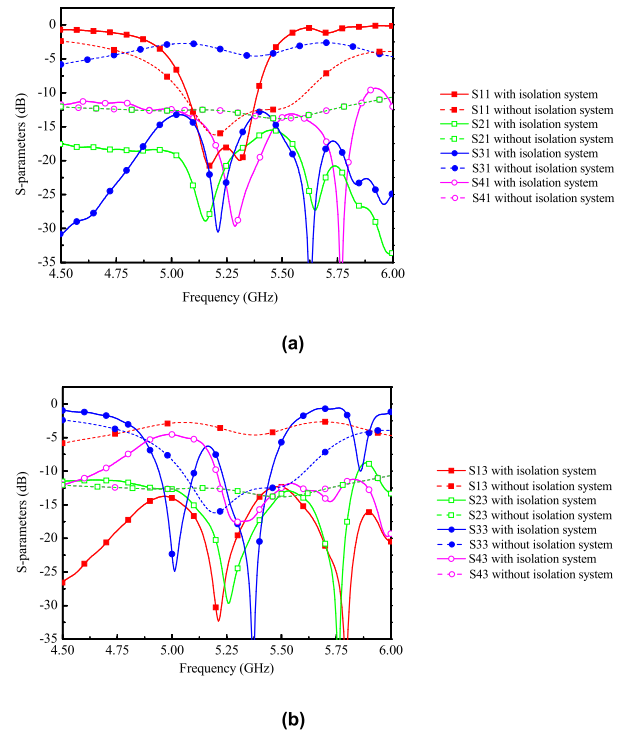 0
-5
-10
-15
-20
-25
-30
-35
S-parameters (dB)
4.50 4.75 5.00 5.25 5.50 5.75 6.00
Frequency (GHz)
S11 with isolation system
S11 without isolation system
S21 with isolation system
S21 without isolation system
S31 with isolation system
S31 without isolation system
S41 with isolation system
S41 without isolation system
(a)
0
-5
-10
-15
-20
-25
-30
-35
S-parameters (dB)
4.50 4.75 5.00 5.25 5.50 5.75 6.00
Frequency (GHz)
S13 with isolation system
S13 without isolation system
S23 with isolation system
S23 without isolation system
S33 with isolation system
S33 without isolation system
S43 with isolation system
S43 without isolation system
(b)